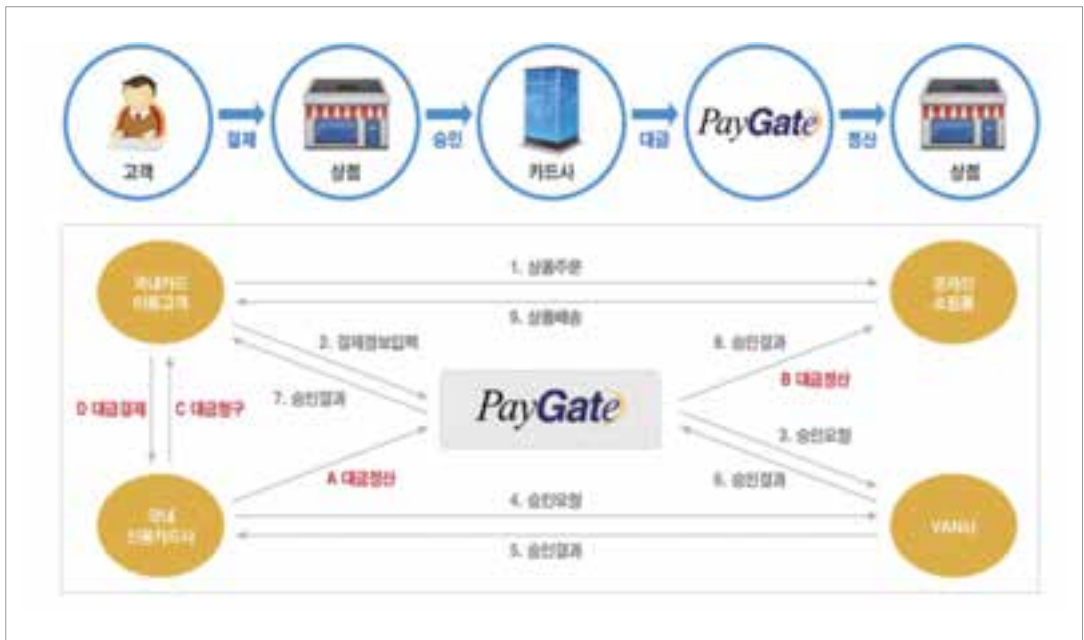 결제
승인
대금
PayGate
정산
고객
상점
카드사
상점
국내카드
이용고객
1. 상품주문
온라인
쇼핑몰
9. 상품배송
2. 결제정보입력
8. 승인결과
B 대금정산
D 대금결제
C 대금청구
7. 승인결과
PayGate
3. 승인요청
A 대금정산
6. 승인결과
4. 승인요청
국내
신용카드사
VAN사
5. 승인결과